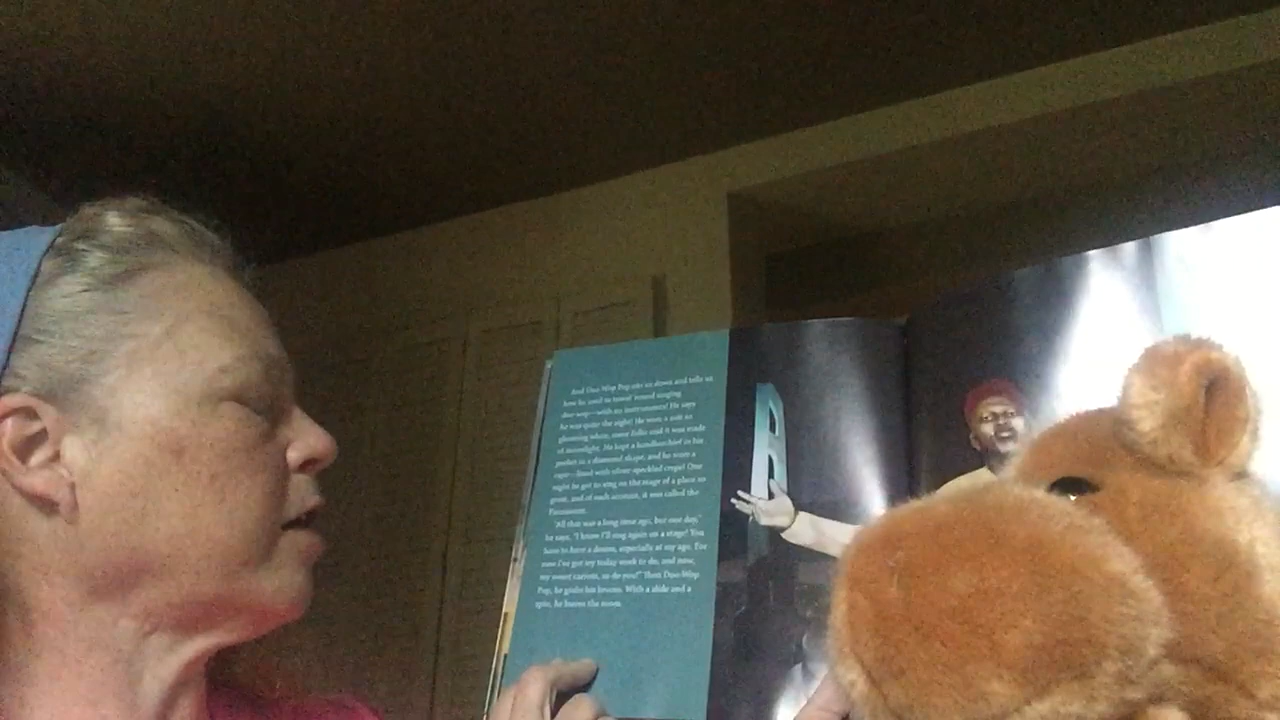 And Doo-Wop Pop sits us down and tells us
how he used to travel round singing
doo-wop—with no instruments! He says
he was quite the sight! He wore a suit so
gleaming white, some folks said it was made
of moonlight. He kept a handkerchief in his
pocket in a diamond shape, and he wore a
cape—lined with silver-speckled crepe! One
night he got to sing on the stage of a place so
great, and of such account, it was called the
Paramount.
"All that was a long time ago, but one day,"
he says, "I know I'll sing again on a stage! You
have to have a dream, especially at my age. For
now I've got my today work to do, and now,
my sweet carrots, so do you!" Then Doo-Wop
Pop, he grabs his broom. With a slide and a
spin, he leaves the room.